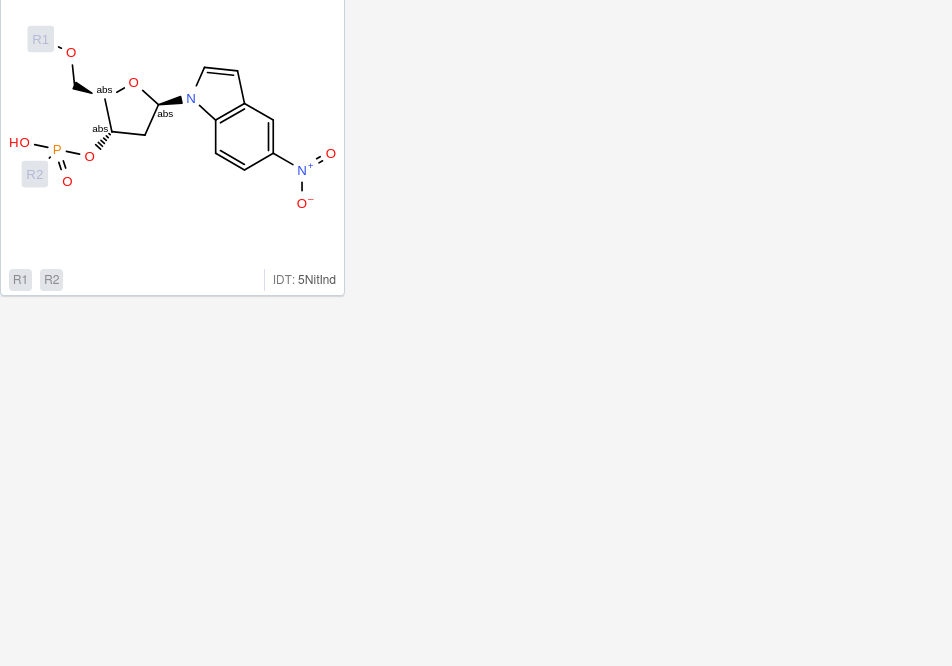 R1
O
abs
O
N
abs
abs
HO
P
O
R2
O
N+
O
O−
R1 R2 IDT: 5NitInd